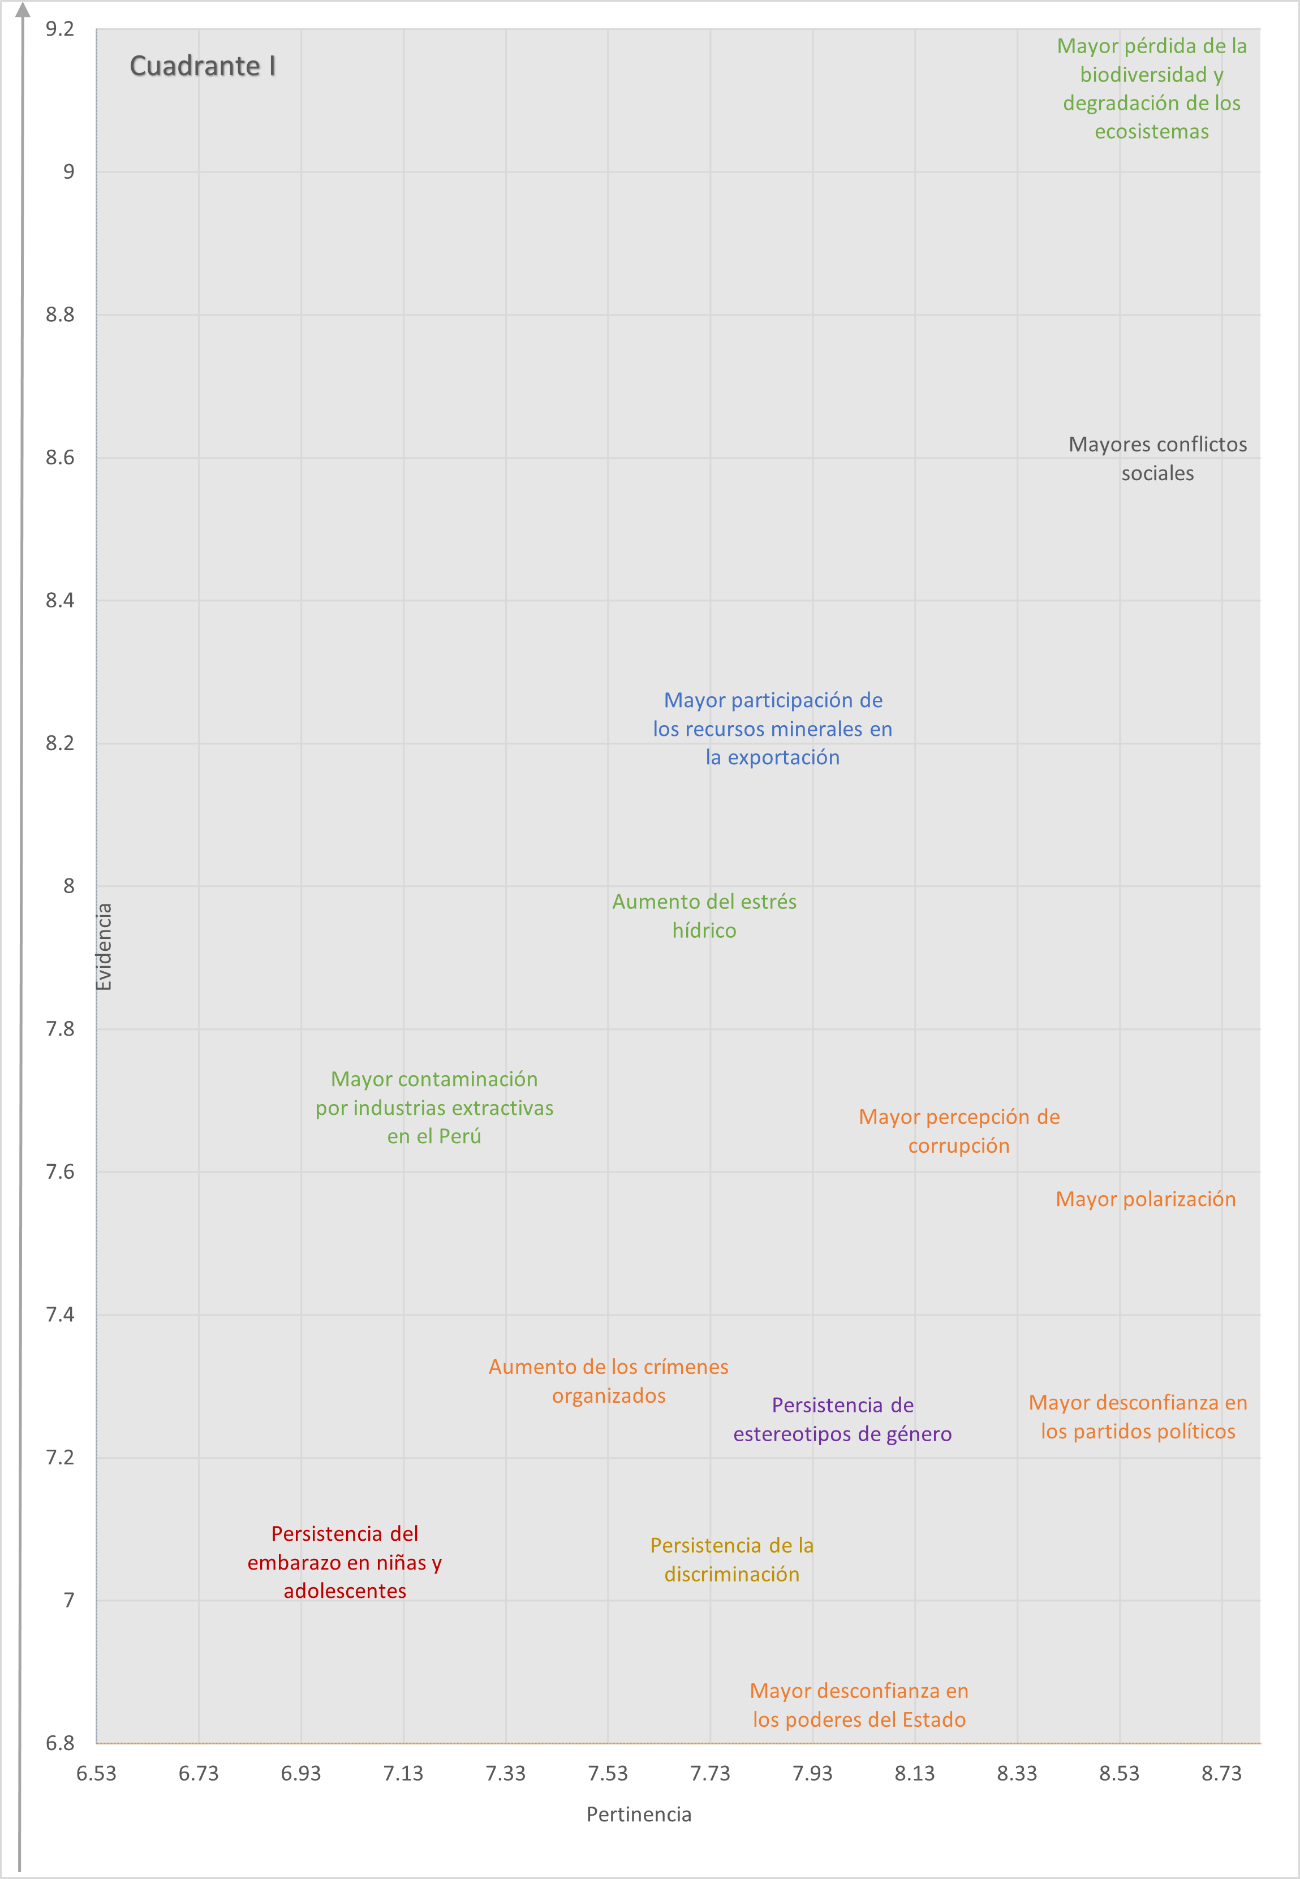 9.2
Cuadrante I
Mayor pérdida de la
biodiversidad y
degradación de los
ecosistemas
9
8.8
8.6
Mayores conflictos
sociales
8.4
Mayor participación de
los recursos minerales en
la exportación
8.2
8
Aumento del estrés
hídrico
Evidencia
7.8
Mayor contaminación
por industrias extractivas
en el Perú
Mayor percepción de
corrupción
7.6
Mayor polarización
7.4
Aumento de los crímenes
organizados
Persistencia de
estereotipos de género
Mayor desconfianza en
los partidos políticos
7.2
Persistencia del
embarazo en niñas y
adolescentes
Persistencia de la
discriminación
7
Mayor desconfianza en
los poderes del Estado
6.8
6.53 6.73 6.93 7.13 7.33 7.53 7.73 7.93 8.13 8.33 8.53 8.73
Pertinencia